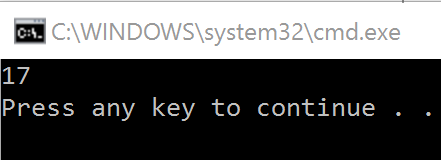 C:\WINDOWS\system32\cmd.exe
17
Press any key to continue . .